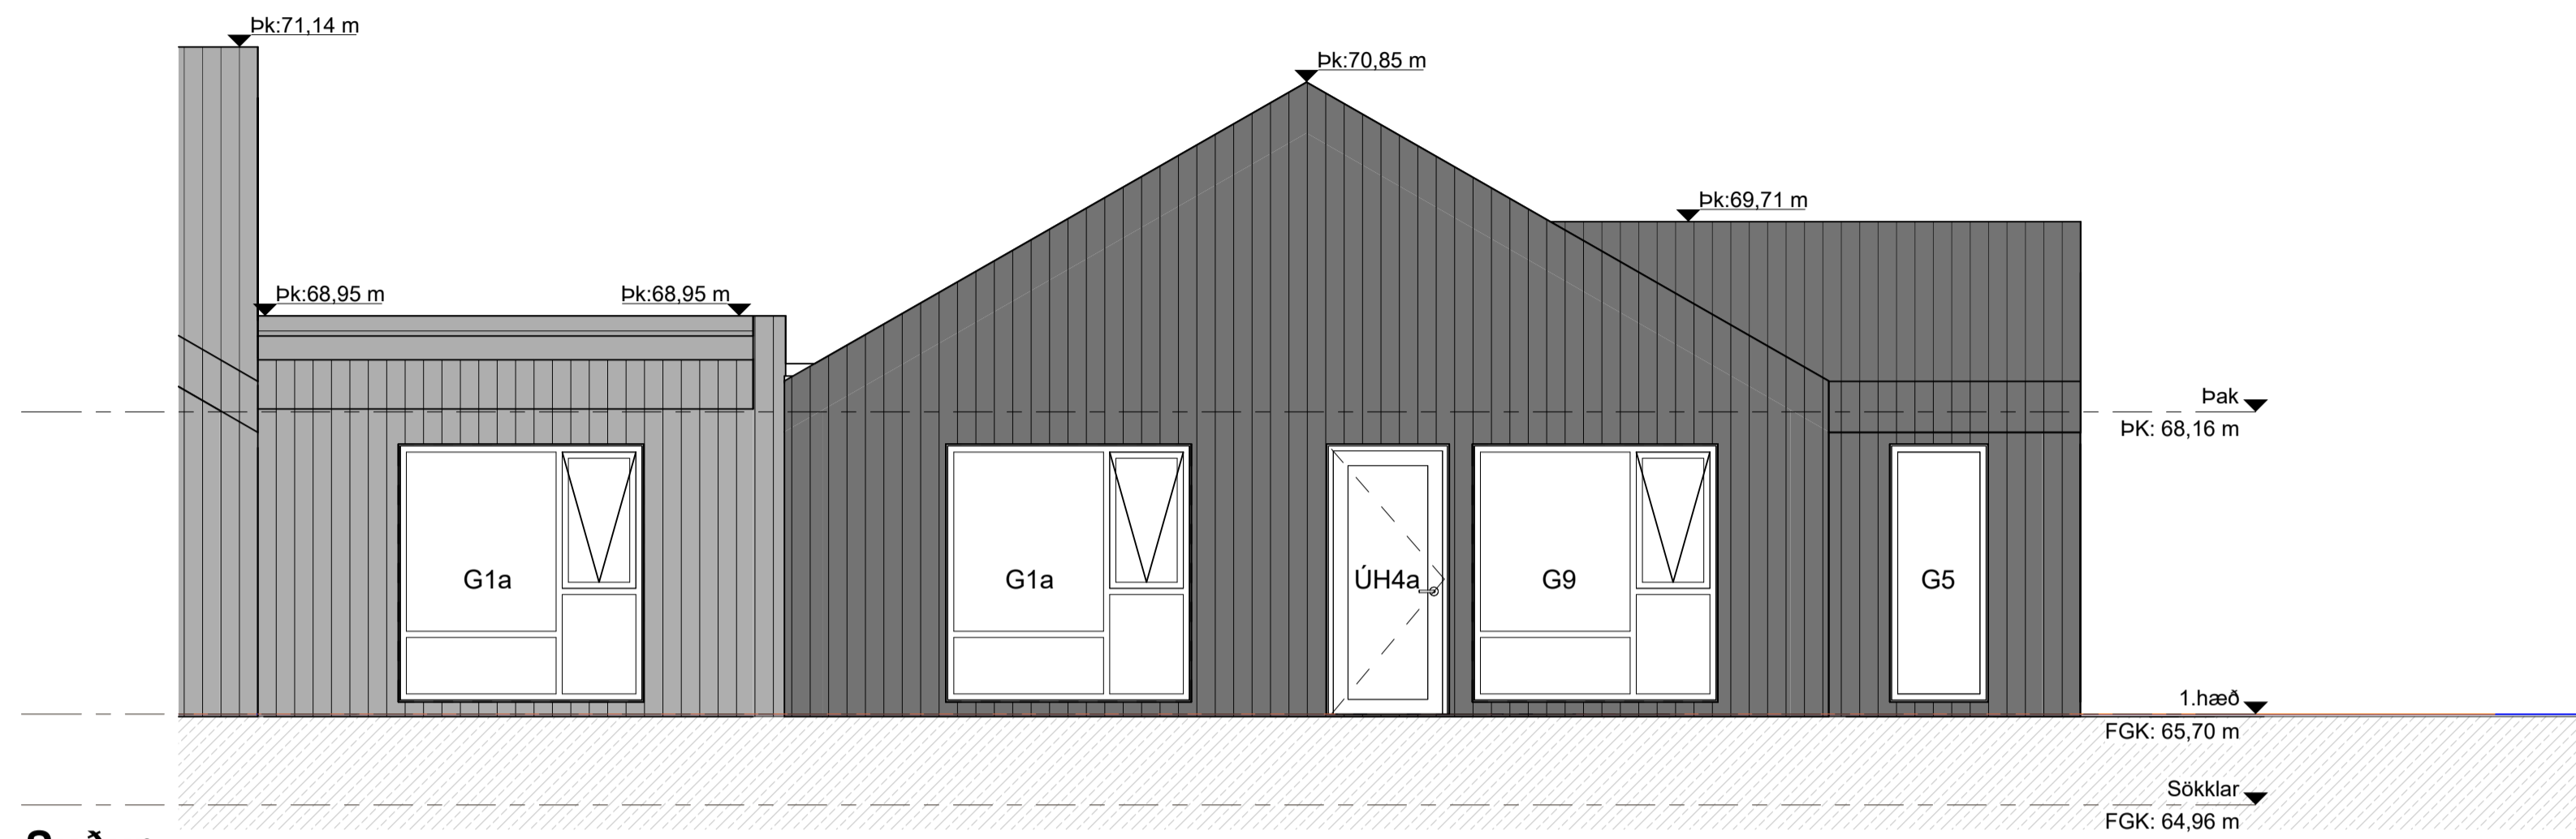 Þk:71,14 m
Þk:70,85 m
Þk:69,71 m
Þk:68,95 m
Þk:68,95 m
Þak
ÞK: 68,16 m
G1a
G1a
ÚH4a
G9
G5
1.hæð
FGK: 65,70 m
Sökklar
FGK: 64,96 m